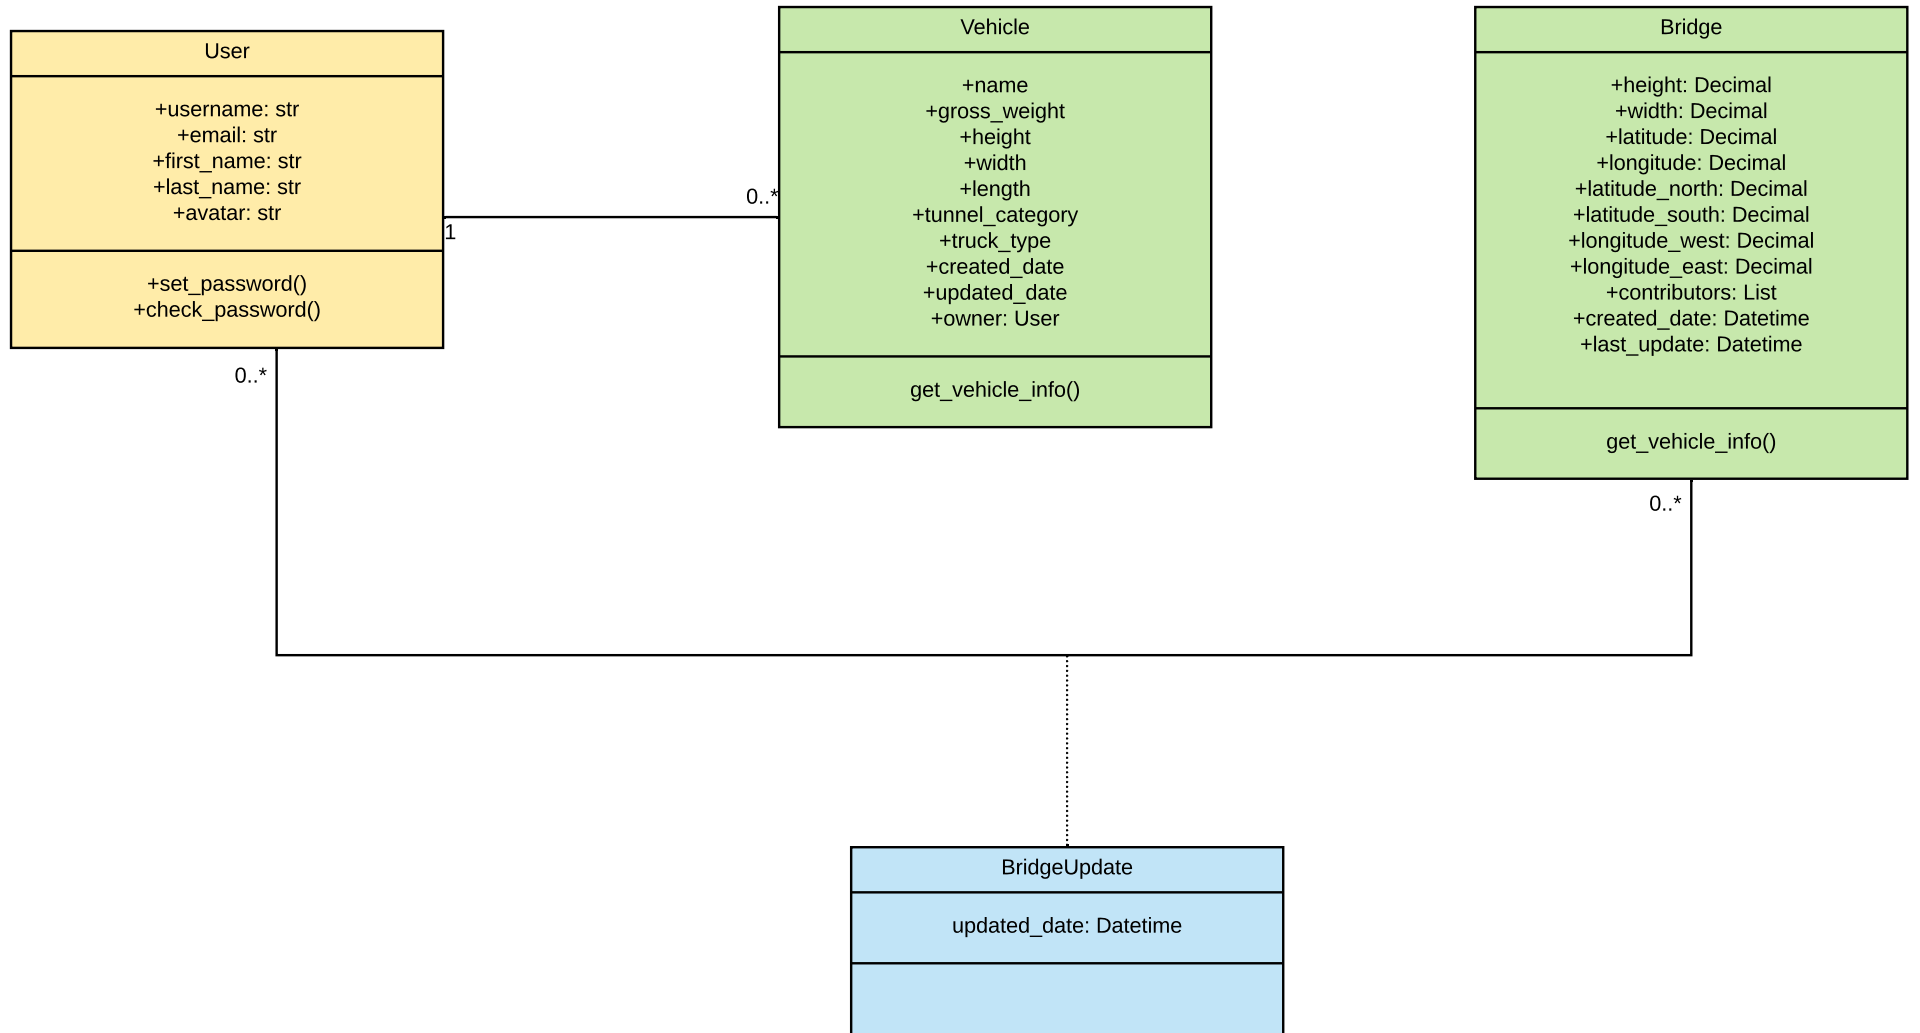 User
+username: str
+email: str
+first_name: str
+last_name: str
+avatar: str
+set_password()
+check_password()
0..*
1
0..*
Vehicle
+name
+gross_weight
+height
+width
+length
+tunnel_category
+truck_type
+created_date
+updated_date
+owner: User
get_vehicle_info()
Bridge
+height: Decimal
+width: Decimal
+latitude: Decimal
+longitude: Decimal
+latitude_north: Decimal
+latitude_south: Decimal
+longitude_west: Decimal
+longitude_east: Decimal
+contributors: List
+created_date: Datetime
+last_update: Datetime
get_vehicle_info()
0..*
BridgeUpdate
updated_date: Datetime